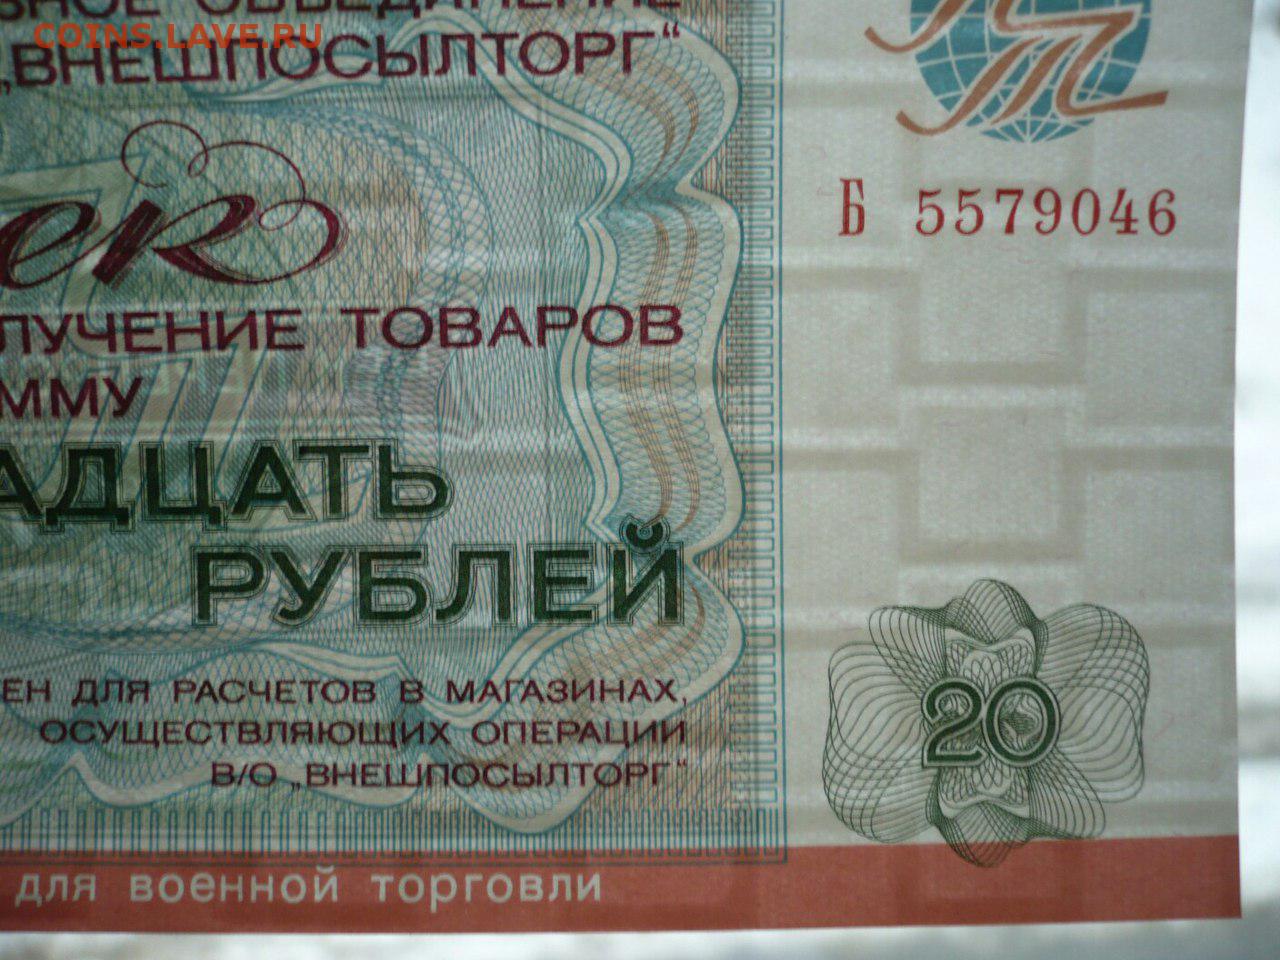 COINS.LAVE.RU
ОБЪЕДИНЕНИЕ
„ВНЕШПОСЫЛТОРГ“
Б 5579046
ек
ЛУЧЕНИЕ ТОВАРОВ
ММУ
АДЦАТЬ
РУБЛЕЙ
ЕН ДЛЯ РАСЧЕТОВ В МАГАЗИНАХ,
ОСУЩЕСТВЛЯЮЩИХ ОПЕРАЦИИ
В/О „ВНЕШПОСЫЛТОРГ“
20
для военной торговли